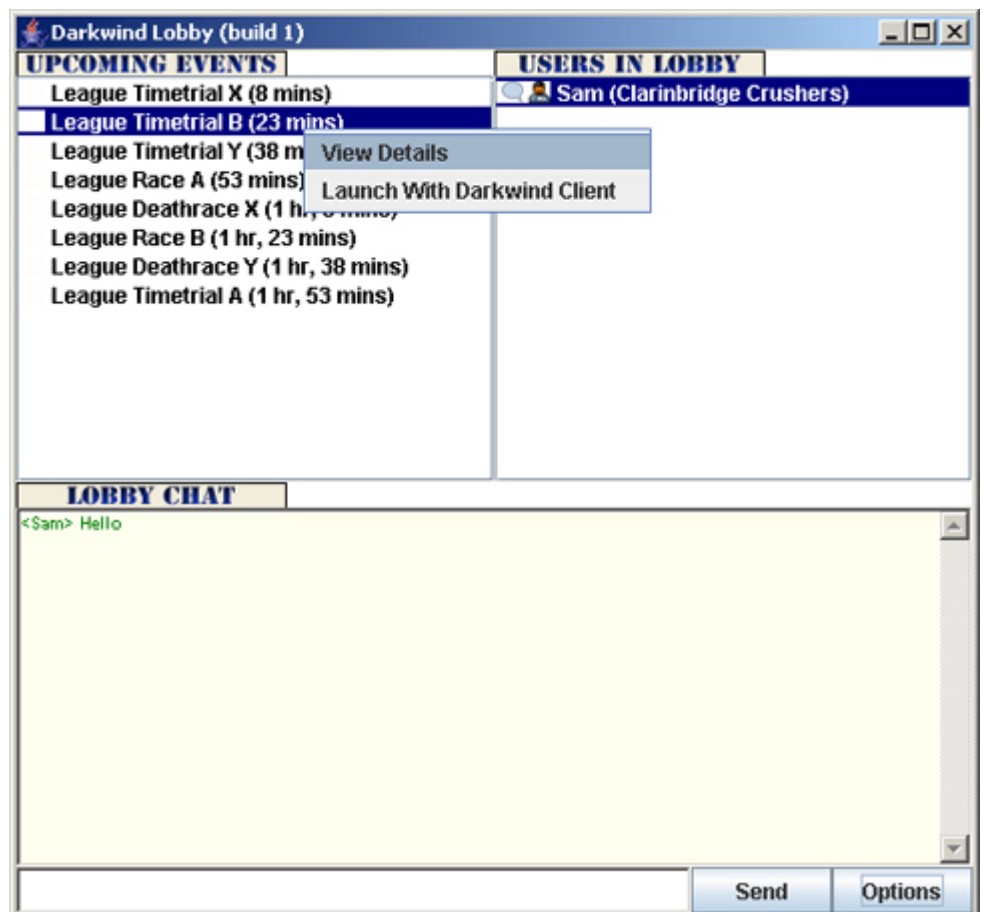 Darkwind Lobby (build 1)
UPCOMING EVENTS
League Timetrial X (8 mins)
League Timetrial B (23 mins)
League Timetrial Y (38 m
League Race A (53 mins)
League Deathrace X (1 hr,
League Race B (1 hr, 23 mins)
League Deathrace Y (1 hr, 38 mins)
League Timetrial A (1 hr, 53 mins)
View Details
Launch With Darkwind Client
USERS IN LOBBY
Sam (Clarinbridge Crushers)
LOBBY CHAT
<Sam> Hello
Send
Options